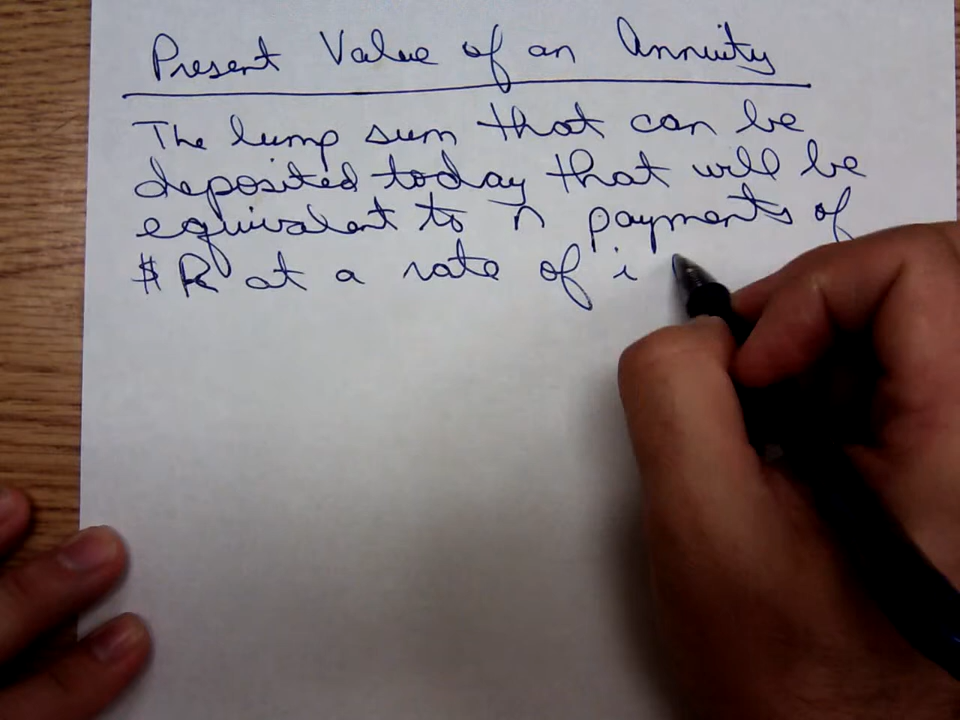 Present Value of an Annuity
The lump sum that can be
deposited today that will be
equivalent to n payments of
$R at a rate of i